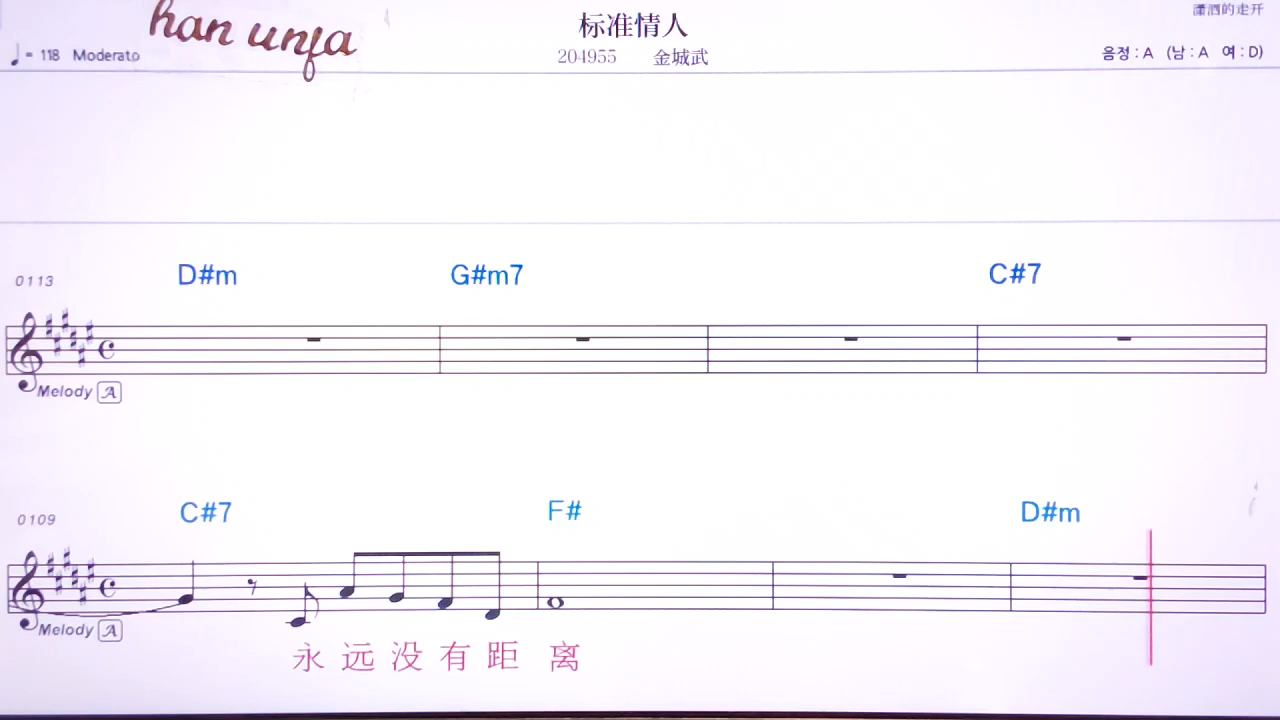 han unja
标准情人
潇洒的走开
♩= 118 Moderato
204955 金城武
음정 : A (남 : A 여 : D)
0113
D#m G#m7 C#7
Melody A
0109
C#7 F# D#m
Melody A
永远没有距离